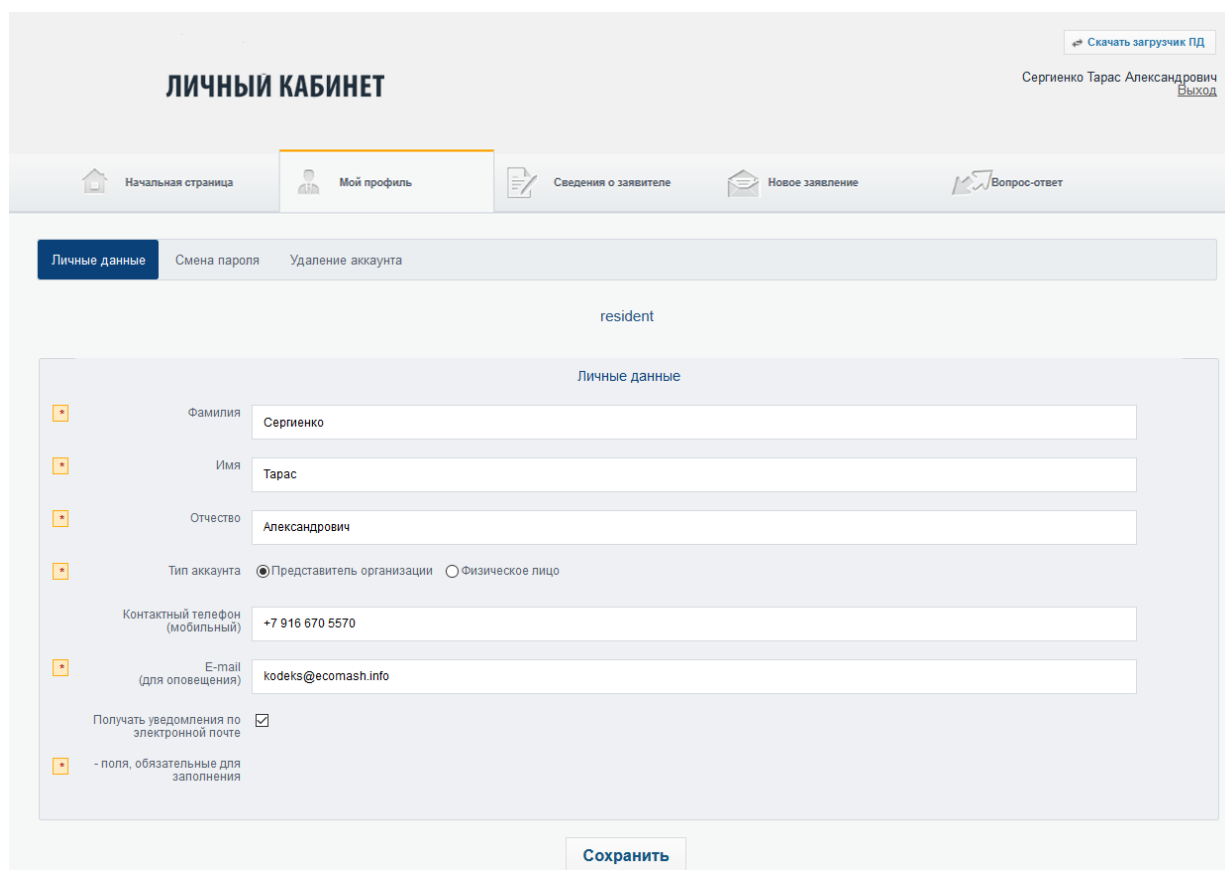 Скачать загрузчик ПД
ЛИЧНЫЙ КАБИНЕТ
Сергиенко Тарас Александрович
Выход
Начальная страница
Мой профиль
Сведения о заявителе
Новое заявление
Вопрос-ответ
Личные данные
Смена пароля
Удаление аккаунта
resident
Личные данные
* Фамилия
Сергиенко
* Имя
Тарас
* Отчество
Александрович
* Тип аккаунта
Представитель организации
Физическое лицо
Контактный телефон
(мобильный)
+7 916 670 5570
* E-mail
(для оповещения)
kodeks@ecomash.info
Получать уведомления по
электронной почте
* - поля, обязательные для
заполнения
Сохранить